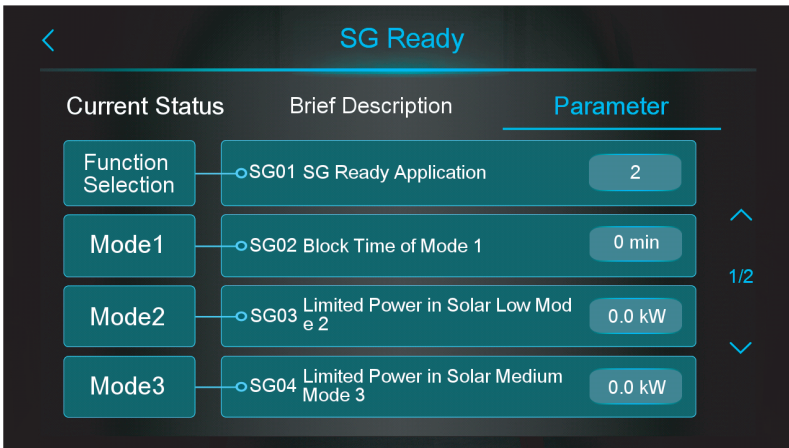 SG Ready
Current Status Brief Description Parameter
Function
Selection
SG01 SG Ready Application 2
Mode1
SG02 Block Time of Mode 1 0 min
1/2
Mode2
SG03 Limited Power in Solar Low Mod
e 2
0.0 kW
Mode3
SG04 Limited Power in Solar Medium
Mode 3
0.0 kW